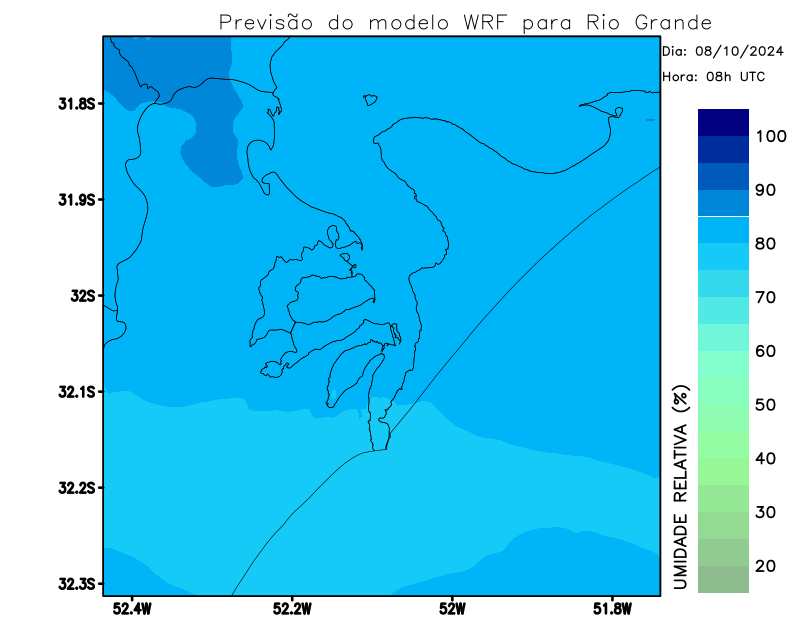 Previsão do modelo WRF para Rio Grande
Dia: 08/10/2024
Hora: 08h UTC
31.8S
31.9S
32S
32.1S
32.2S
32.3S
52.4W
52.2W
52W
51.8W
100
90
80
70
60
50
40
30
20
UMIDADE RELATIVA (%)